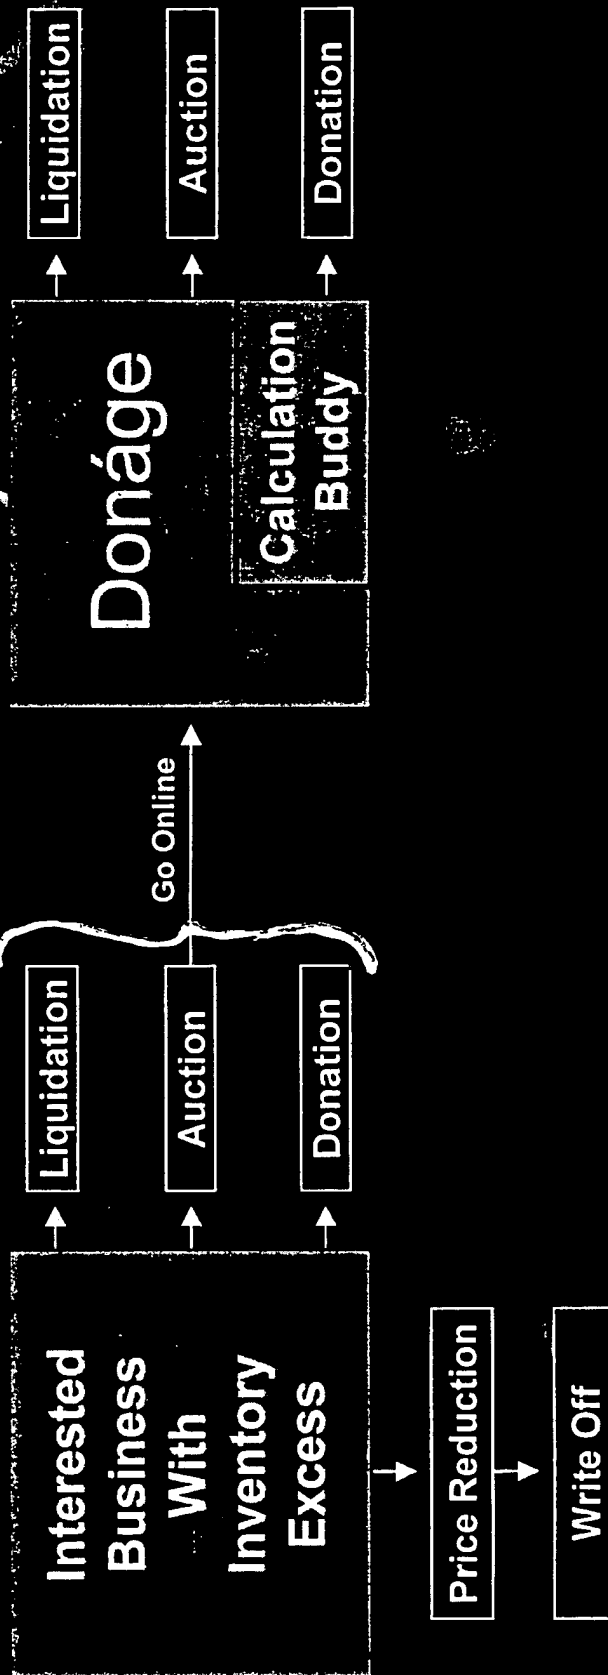 Interested
Business
With
Inventory
Excess
Liquidation
Auction
Donation
Price Reduction
Write Off
Go Online
Donáge
Calculation
Buddy
Liquidation
Auction
Donation